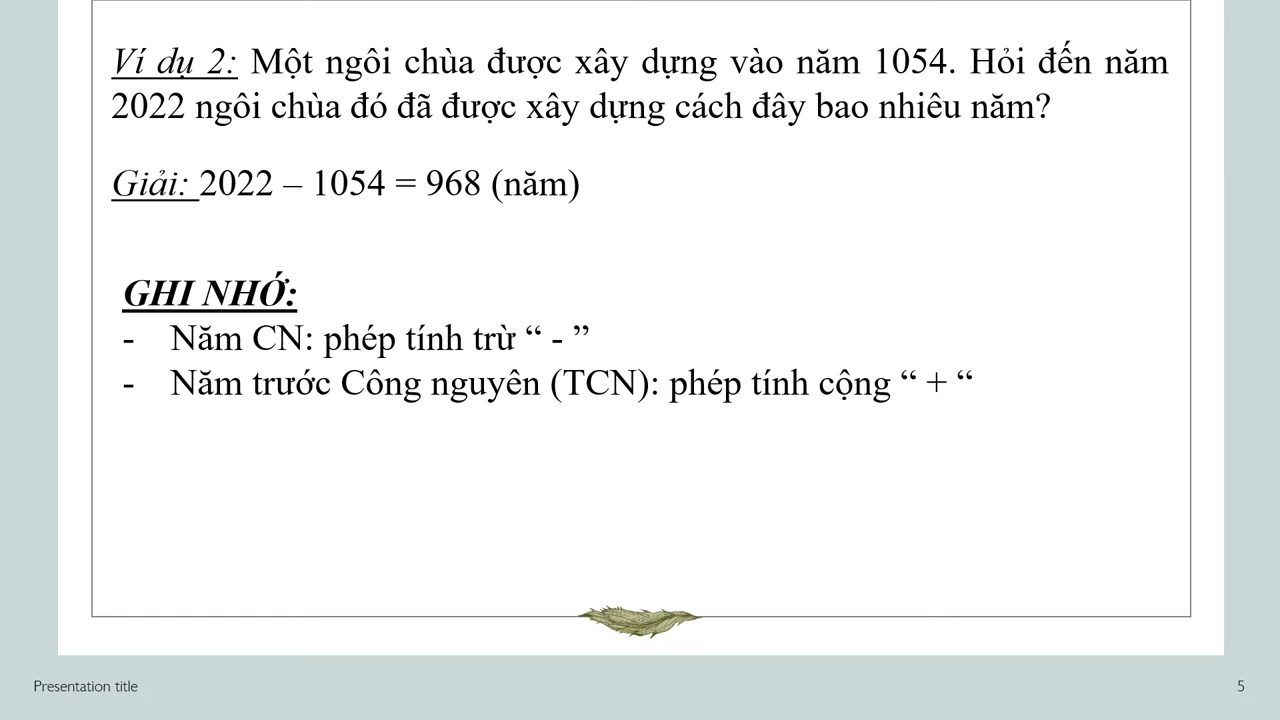 Ví dụ 2: Một ngôi chùa được xây dựng vào năm 1054. Hỏi đến năm
2022 ngôi chùa đó đã được xây dựng cách đây bao nhiêu năm?
Giải: 2022 – 1054 = 968 (năm)
GHI NHỚ:
- Năm CN: phép tính trừ “ - ”
- Năm trước Công nguyên (TCN): phép tính cộng “ + “
Presentation title
5